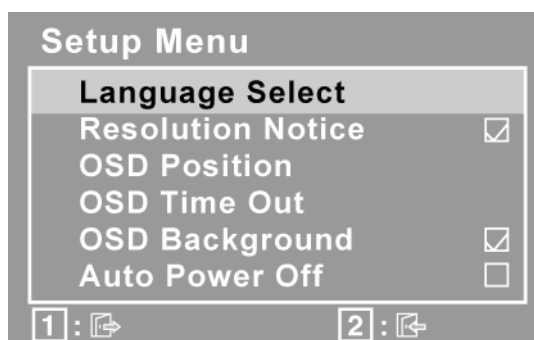 Setup Menu
Language Select
Resolution Notice
OSD Position
OSD Time Out
OSD Background
Auto Power Off
1 : 2 :